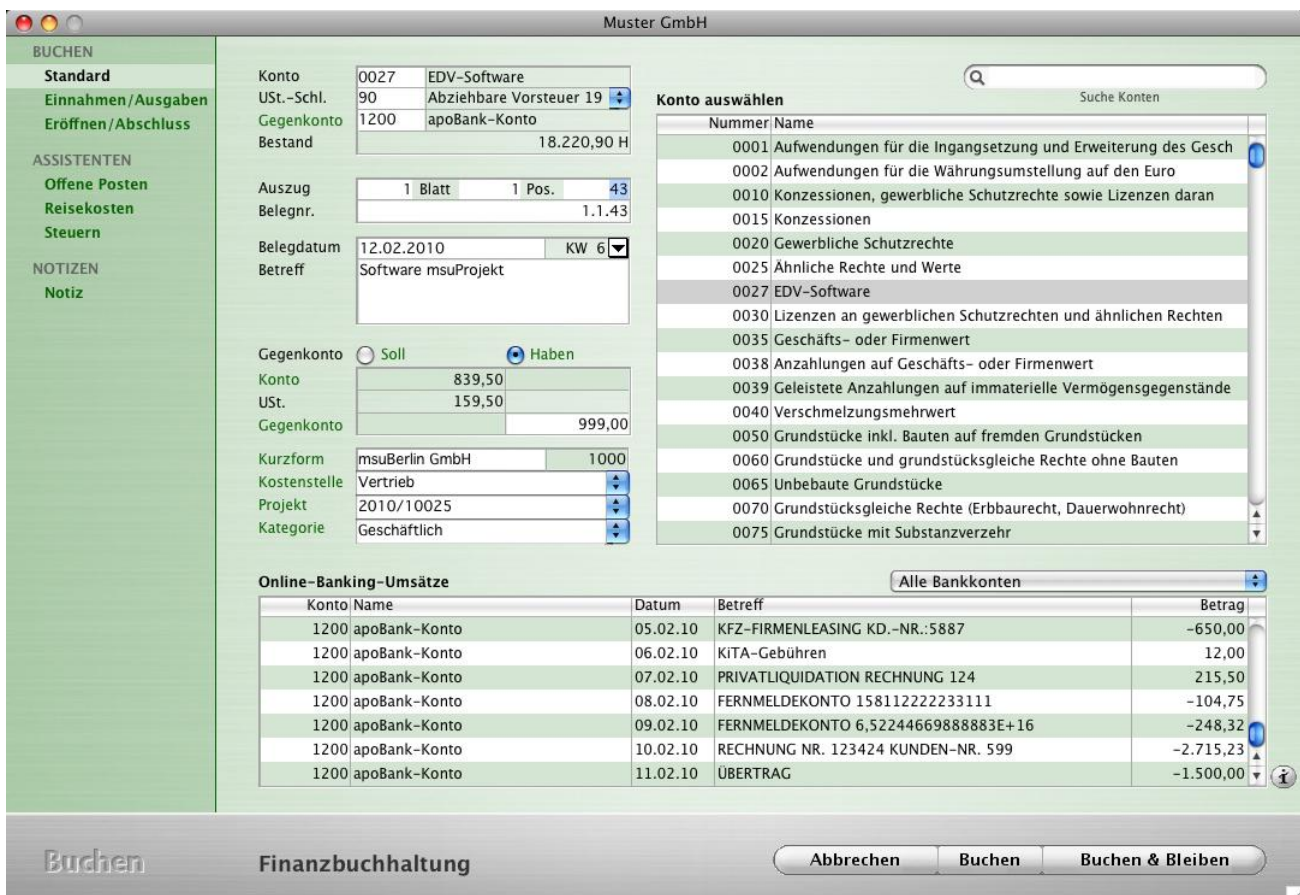 Muster GmbH
BUCHEN
Standard
Einnahmen/Ausgaben
Eröffnen/Abschluss
ASSISTENTEN
Offene Posten
Reisekosten
Steuern
NOTIZEN
Notiz
Konto 0027 EDV-Software
USt.-Schl. 90 Abziehbare Vorsteuer 19
Gegenkonto 1200 apoBank-Konto
Bestand 18.220,90 H
Auszug 1 Blatt 1 Pos. 43
Belegnr. 1.1.43
Belegdatum 12.02.2010 KW 6
Betreff Software msuProjekt
Gegenkonto Soll Haben
Konto 839,50
USt. 159,50
Gegenkonto 999,00
Kurzform msuBerlin GmbH 1000
Kostenstelle Vertrieb
Projekt 2010/10025
Kategorie Geschäftlich
Konto auswählen
Suche Konten
Nummer Name
0001 Aufwendungen für die Ingangsetzung und Erweiterung des Gesch
0002 Aufwendungen für die Währungsumstellung auf den Euro
0010 Konzessionen, gewerbliche Schutzrechte sowie Lizenzen daran
0015 Konzessionen
0020 Gewerbliche Schutzrechte
0025 Ähnliche Rechte und Werte
0027 EDV-Software
0030 Lizenzen an gewerblichen Schutzrechten und ähnlichen Rechten
0035 Geschäfts- oder Firmenwert
0038 Anzahlungen auf Geschäfts- oder Firmenwert
0039 Geleistete Anzahlungen auf immaterielle Vermögensgegenstände
0040 Verschmelzungsmehrwert
0050 Grundstücke inkl. Bauten auf fremden Grundstücken
0060 Grundstücke und grundstücksgleiche Rechte ohne Bauten
0065 Unbebaute Grundstücke
0070 Grundstücksgleiche Rechte (Erbbaurecht, Dauerwohnrecht)
0075 Grundstücke mit Substanzverzehr
Online-Banking-Umsätze Alle Bankkonten
Konto Name Datum Betreff Betrag
1200 apoBank-Konto 05.02.10 KFZ-FIRMENLEASING KD.-NR.:5887 -650,00
1200 apoBank-Konto 06.02.10 KiTA-Gebühren 12,00
1200 apoBank-Konto 07.02.10 PRIVATLIQUIDATION RECHNUNG 124 215,50
1200 apoBank-Konto 08.02.10 FERNMELDEKONTO 158112222233111 -104,75
1200 apoBank-Konto 09.02.10 FERNMELDEKONTO 6,52244669888883E+16 -248,32
1200 apoBank-Konto 10.02.10 RECHNUNG NR. 123424 KUNDEN-NR. 599 -2.715,23
1200 apoBank-Konto 11.02.10 ÜBERTRAG -1.500,00
Buchen
Finanzbuchhaltung
Abbrechen
Buchen
Buchen & Bleiben